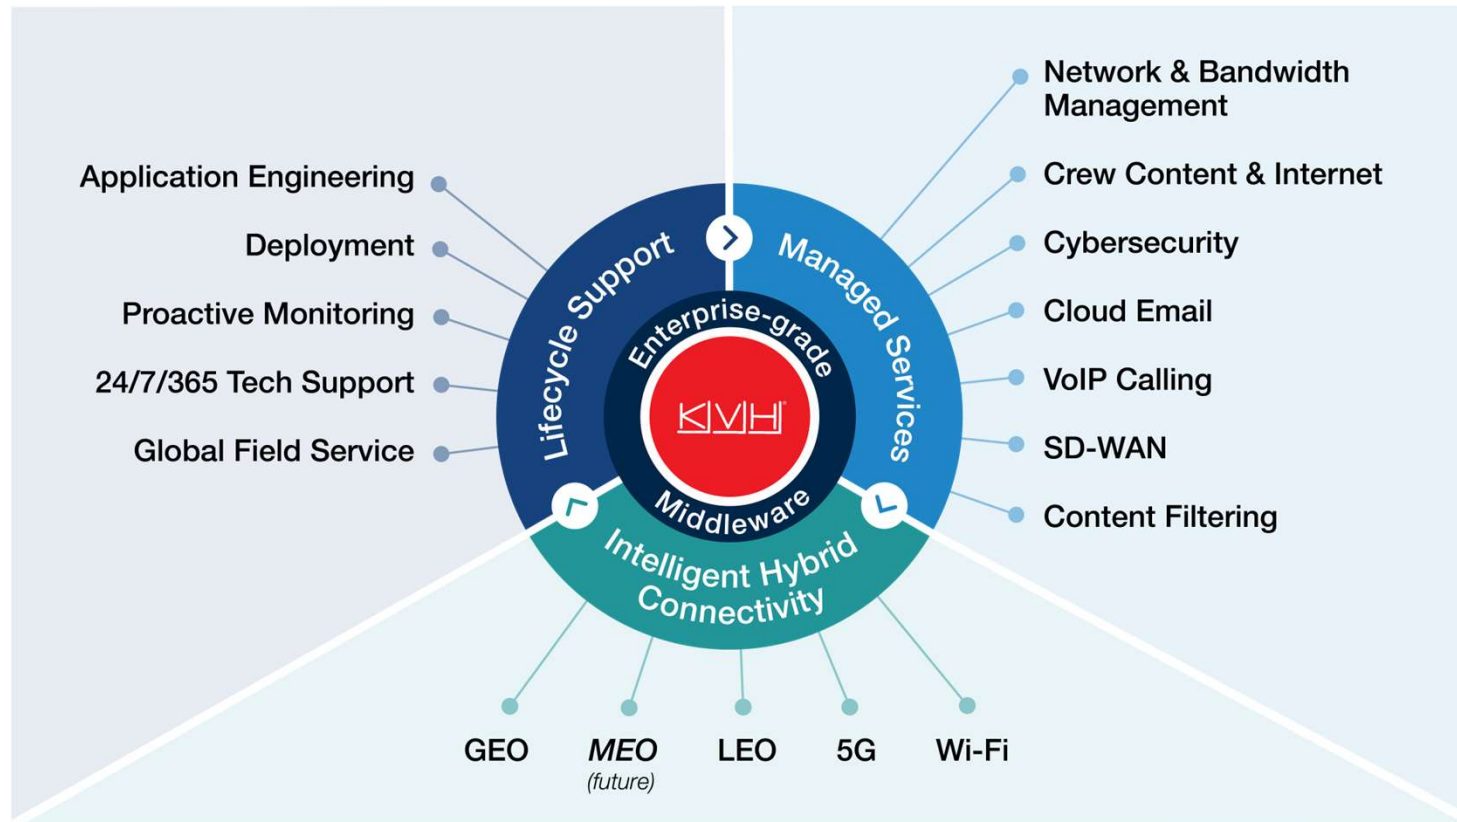 Application Engineering
Deployment
Proactive Monitoring
24/7/365 Tech Support
Global Field Service
Lifecycle Support
Enterprise-grade
KVH®
Middleware
Managed Services
Network & Bandwidth
Management
Crew Content & Internet
Cybersecurity
Cloud Email
VoIP Calling
SD-WAN
Content Filtering
Intelligent Hybrid
Connectivity
GEO
MEO
(future)
LEO
5G
Wi-Fi